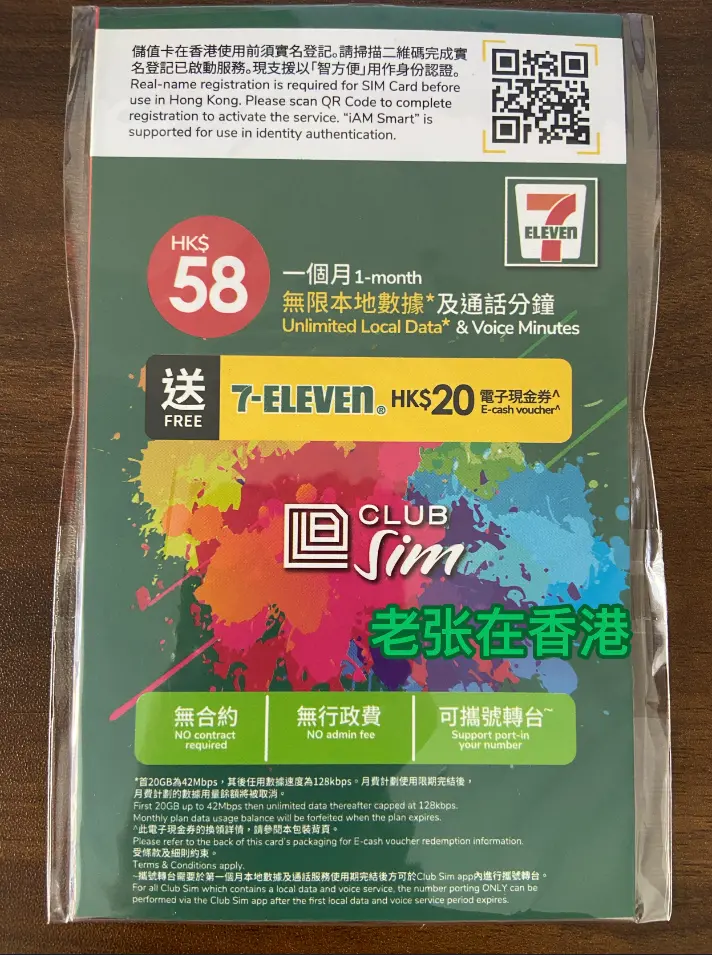 儲值卡在香港使用前須實名登記。請掃描二維碼完成實
名登記已啟動服務。現支援以「智方便」用作身份認證。
Real-name registration is required for SIM Card before
use in Hong Kong. Please scan QR Code to complete
registration to activate the service. “iAM Smart” is
supported for use in identity authentication.
7
ELEVEn
HK$
58
一個月 1-month
無限本地數據*及通話分鐘
Unlimited Local Data* & Voice Minutes
送
FREE
7-ELEVEn® HK$20 電子現金券^
E-cash voucher^
CLUB
Sim
老张在香港
無合約
NO contract
required
無行政費
NO admin fee
可攜號轉台~
Support port-in
your number
*首20GB為42Mbps，其後任用數據速度為128kbps。月費計劃使用限期完結後，
月費計劃的數據用量餘額將被取消。
First 20GB up to 42Mbps then unlimited data thereafter capped at 128kbps.
Monthly plan data usage balance will be forfeited when the plan expires.
^此電子現金券的換領詳情，請參閱本包裝背頁。
Please refer to the back of this card's packaging for E-cash voucher redemption information.
受條款及細則約束。
Terms & Conditions apply.
~攜號轉台需要於第一個月本地數據及通話服務使用期完結後方可於Club Sim app內進行攜號轉台。
For all Club Sim which contains a local data and voice service, the number porting ONLY can be
performed via the Club Sim app after the first local data and voice service period expires.